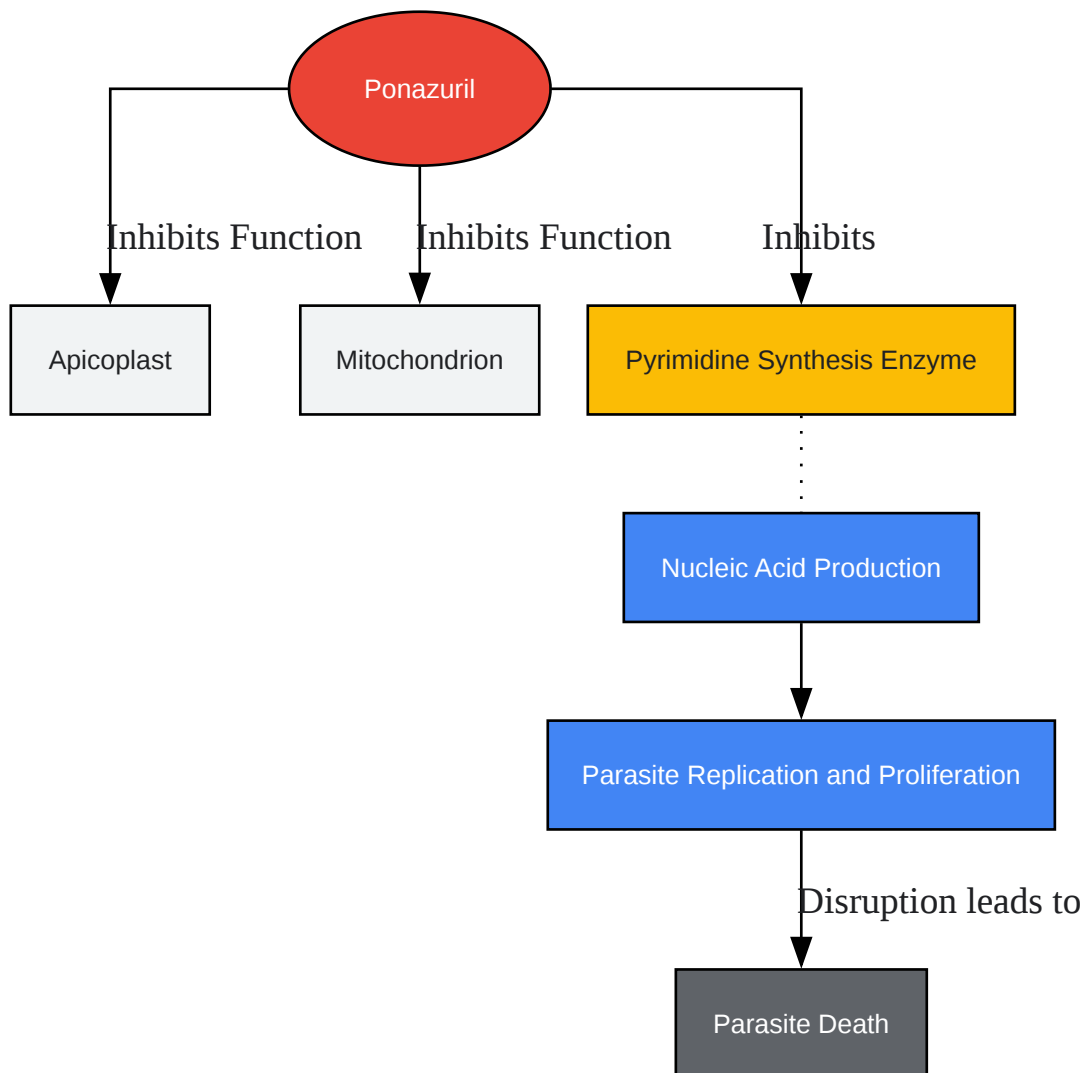 Ponazuril
Inhibits Function
Inhibits Function
Inhibits
Apicoplast
Mitochondrion
Pyrimidine Synthesis Enzyme
Nucleic Acid Production
Parasite Replication and Proliferation
Disruption leads to
Parasite Death